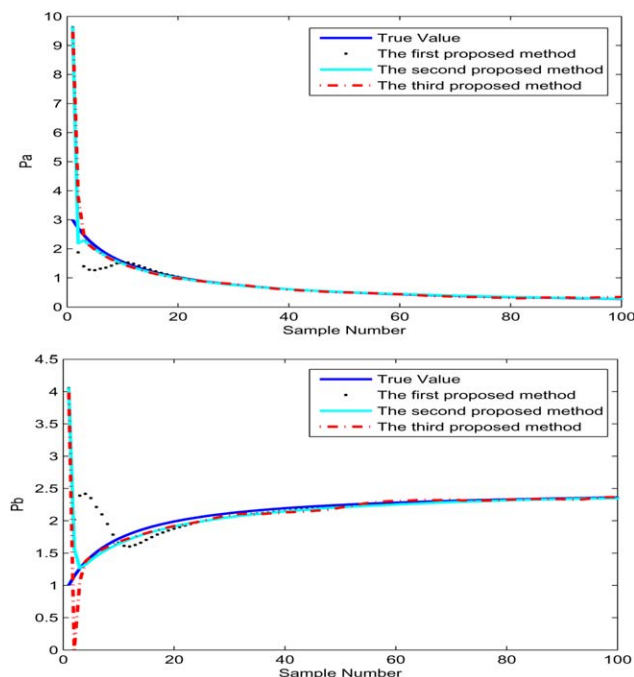 10
9
8
7
6
5
4
3
2
1
0
Pa
True Value
The first proposed method
The second proposed method
The third proposed method
0 20 40 60 80 100
Sample Number
4.5
4
3.5
3
2.5
2
1.5
1
0.5
0
Pb
True Value
The first proposed method
The second proposed method
The third proposed method
0 20 40 60 80 100
Sample Number